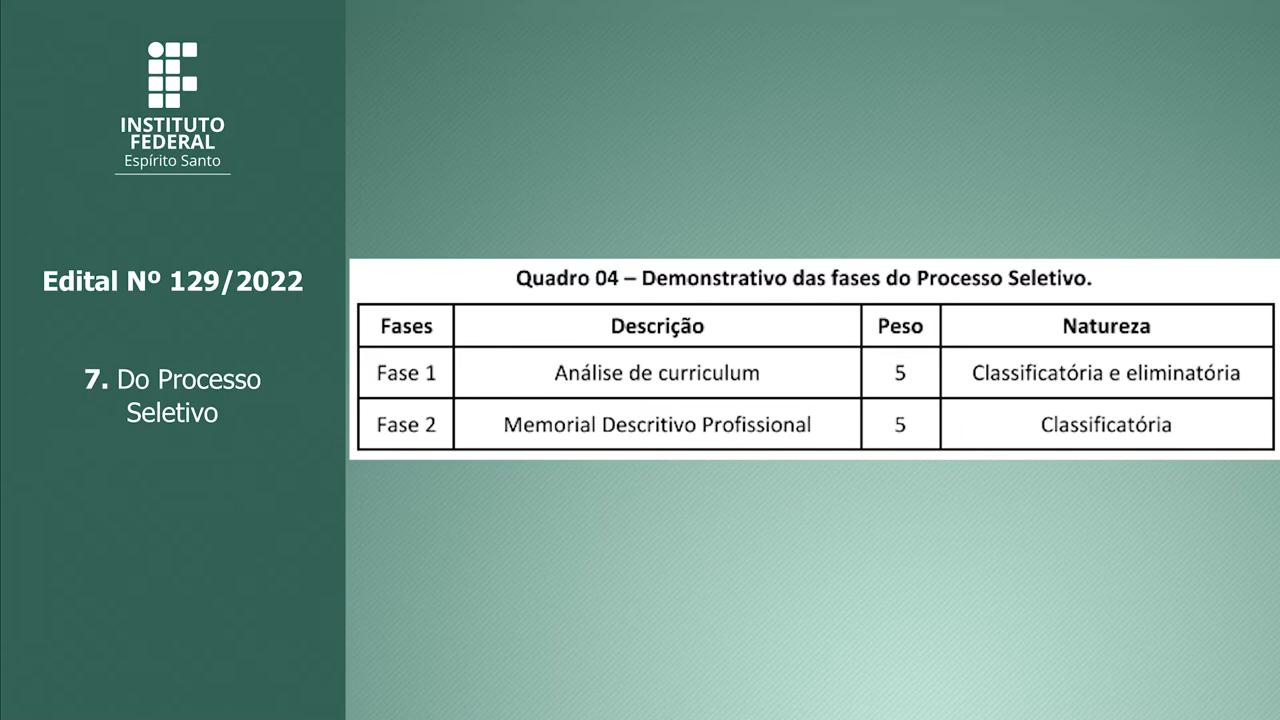 INSTITUTO
FEDERAL
Espírito Santo
Edital Nº 129/2022
7. Do Processo
Seletivo
Quadro 04 – Demonstrativo das fases do Processo Seletivo.
Fases Descrição Peso Natureza
Fase 1 Análise de curriculum 5 Classificatória e eliminatória
Fase 2 Memorial Descritivo Profissional 5 Classificatória